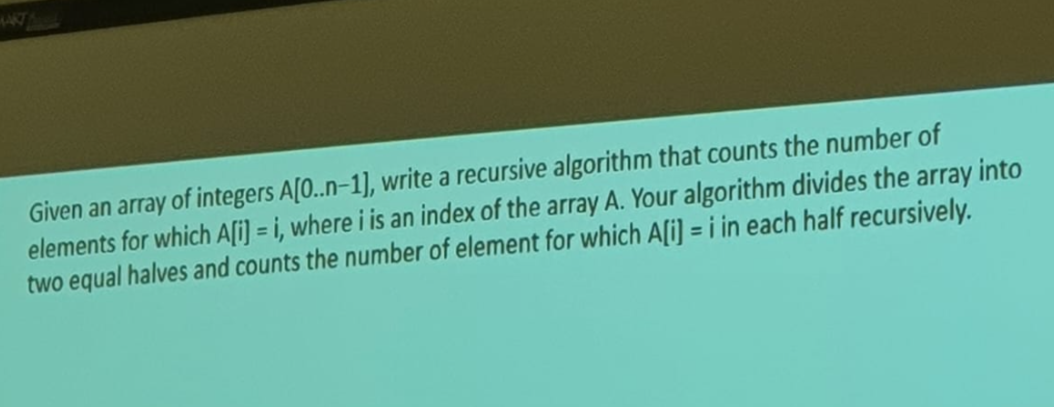 Given an array of integers A[0..n-1], write a recursive algorithm that counts the number of
elements for which A[i] = i, where i is an index of the array A. Your algorithm divides the array into
two equal halves and counts the number of element for which A[i] = i in each half recursively.